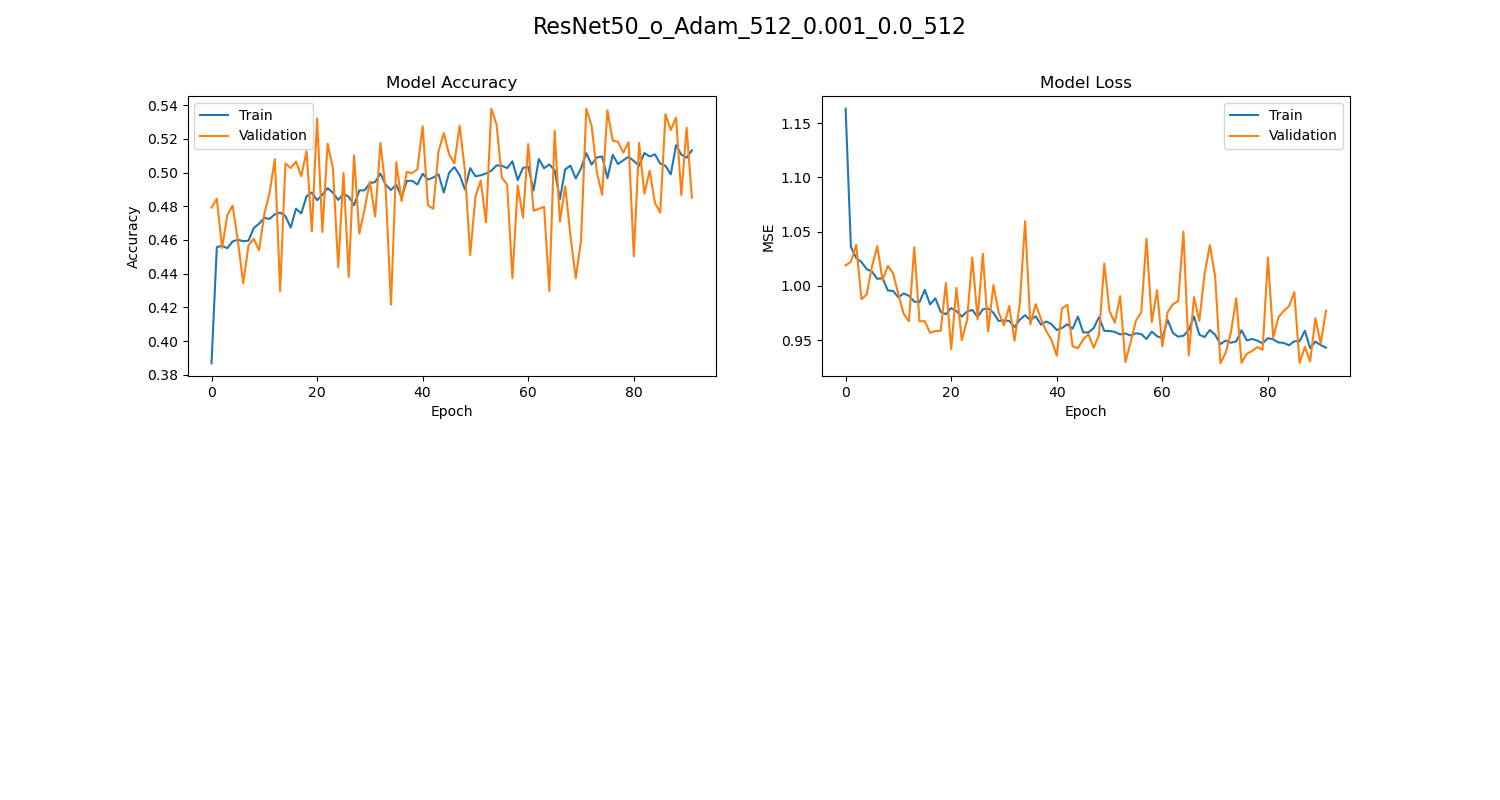 ResNet50_o_Adam_512_0.001_0.0_512
Model Accuracy
Train
Validation
0.54
0.52
0.50
0.48
0.46
0.44
0.42
0.40
0.38
Accuracy
0 20 40 60 80
Epoch
Model Loss
Train
Validation
1.15
1.10
1.05
1.00
0.95
MSE
0 20 40 60 80
Epoch